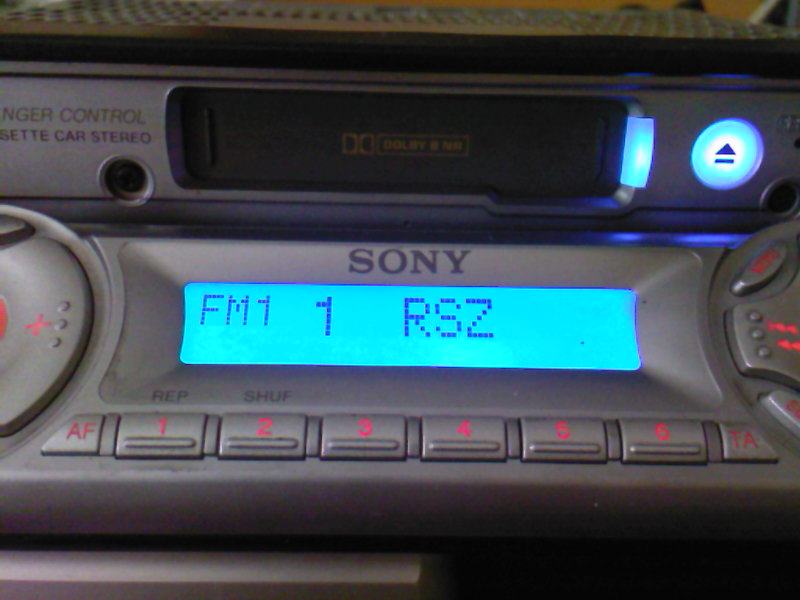 NGER CONTROL
SETTE CAR STEREO
DOLBY B NR
SONY
MENU
FM1 1 RSZ
REP SHUF
AF 1 2 3 4 5 6 TA